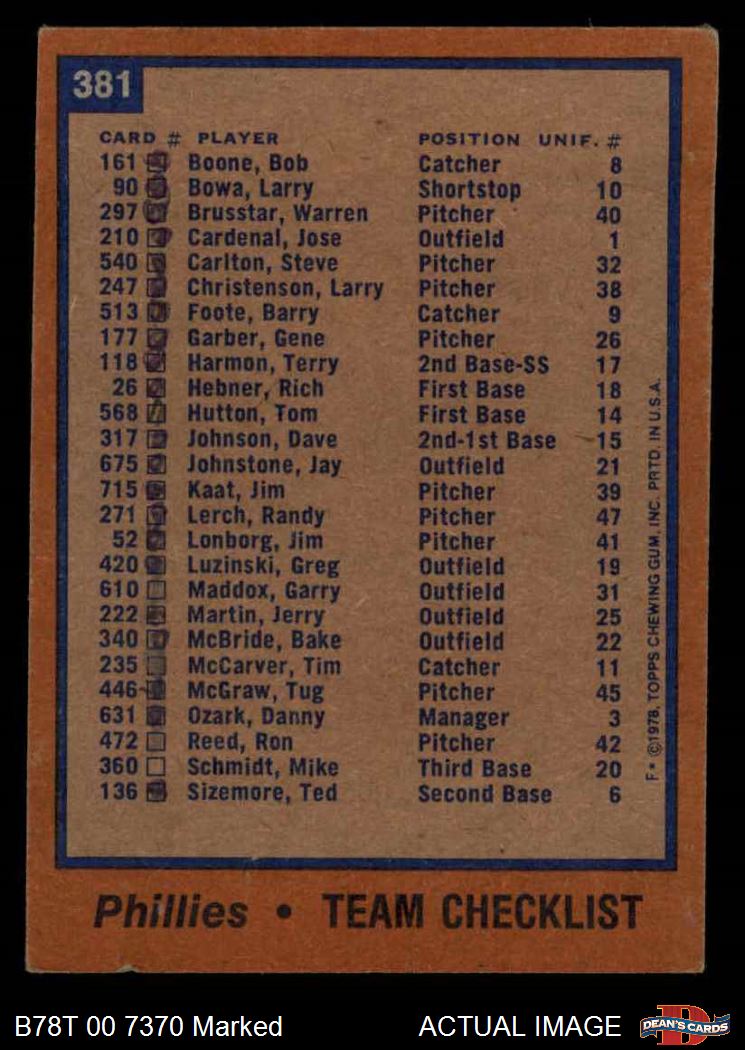 381
CARD # PLAYER POSITION UNIF. #
161 Boone, Bob Catcher 8
90 Bowa, Larry Shortstop 10
297 Brusstar, Warren Pitcher 40
210 Cardenal, Jose Outfield 1
540 Carlton, Steve Pitcher 32
247 Christenson, Larry Pitcher 38
513 Foote, Barry Catcher 9
177 Garber, Gene Pitcher 26
118 Harmon, Terry 2nd Base-SS 17
26 Hebner, Rich First Base 18
568 Hutton, Tom First Base 14
317 Johnson, Dave 2nd-1st Base 15
675 Johnstone, Jay Outfield 21
715 Kaat, Jim Pitcher 39
271 Lerch, Randy Pitcher 47
52 Lonborg, Jim Pitcher 41
420 Luzinski, Greg Outfield 19
610 Maddox, Garry Outfield 31
222 Martin, Jerry Outfield 25
340 McBride, Bake Outfield 22
235 McCarver, Tim Catcher 11
446 McGraw, Tug Pitcher 45
631 Ozark, Danny Manager 3
472 Reed, Ron Pitcher 42
360 Schmidt, Mike Third Base 20
136 Sizemore, Ted Second Base 6
F* ©1978, TOPPS CHEWING GUM, INC. PRTD. IN U.S.A.
Phillies • TEAM CHECKLIST
B78T 00 7370 Marked ACTUAL IMAGE
DEAN'S CARDS